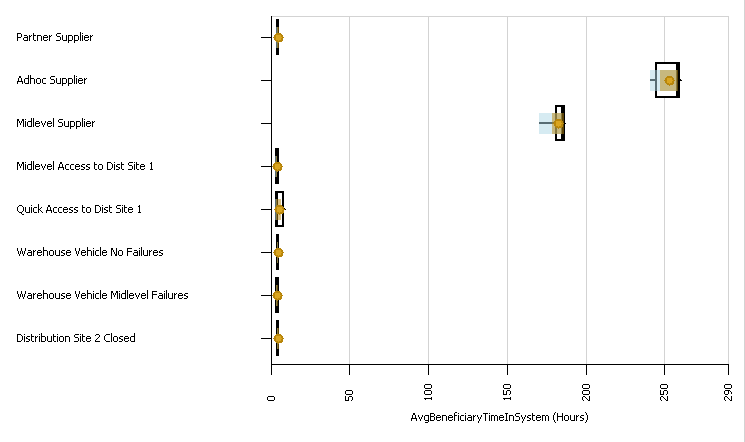 Partner Supplier
Adhoc Supplier
Midlevel Supplier
Midlevel Access to Dist Site 1
Quick Access to Dist Site 1
Warehouse Vehicle No Failures
Warehouse Vehicle Midlevel Failures
Distribution Site 2 Closed
0 50 100 150 200 250 290
AvgBeneficiaryTimeInSystem (Hours)